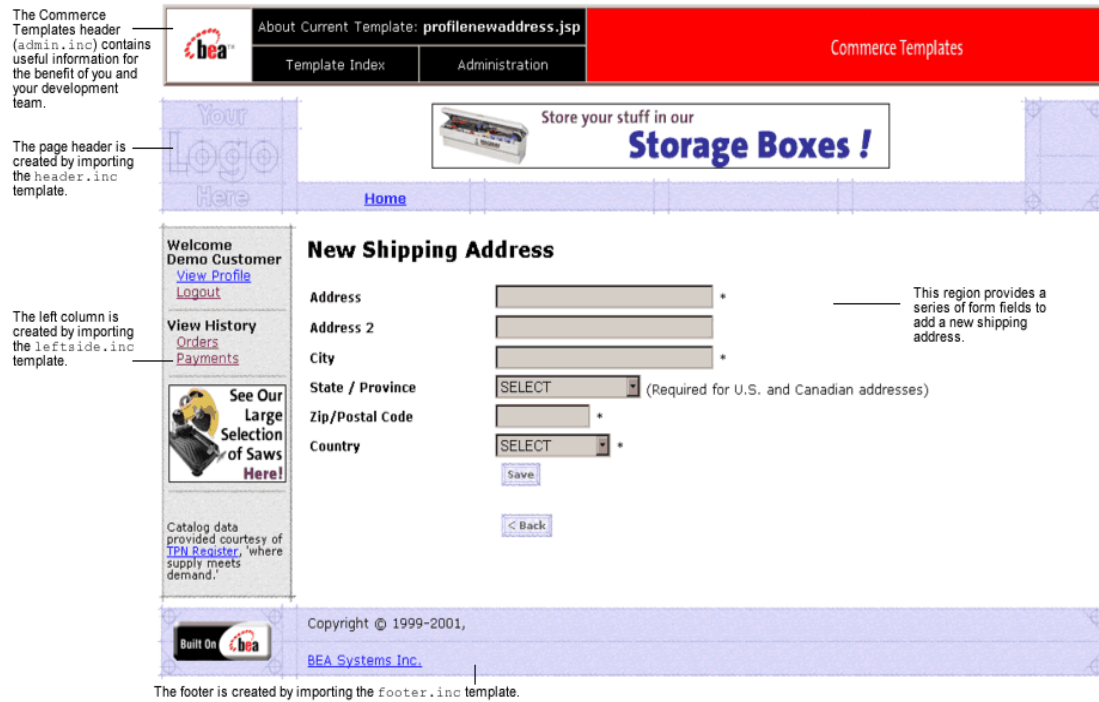 The Commerce
Templates header
(admin.inc) contains
useful information for
the benefit of you and
your development
team.
bea™
About Current Template: profilenewaddress.jsp
Template Index
Administration
Commerce Templates
The page header is
created by importing
the header.inc
template.
Your
Logo
Here
Store your stuff in our
Storage Boxes !
Home
Welcome
Demo Customer
View Profile
Logout
View History
Orders
Payments
The left column is
created by importing
the leftside.inc
template.
See Our
Large
Selection
of Saws
Here!
Catalog data
provided courtesy of
TPN Register, 'where
supply meets
demand.'
New Shipping Address
Address *
Address 2
City *
State / Province SELECT (Required for U.S. and Canadian addresses)
Zip/Postal Code *
Country SELECT *
Save
< Back
This region provides a
series of form fields to
add a new shipping
address.
Built On bea
Copyright © 1999-2001,
BEA Systems Inc.
The footer is created by importing the footer.inc template.